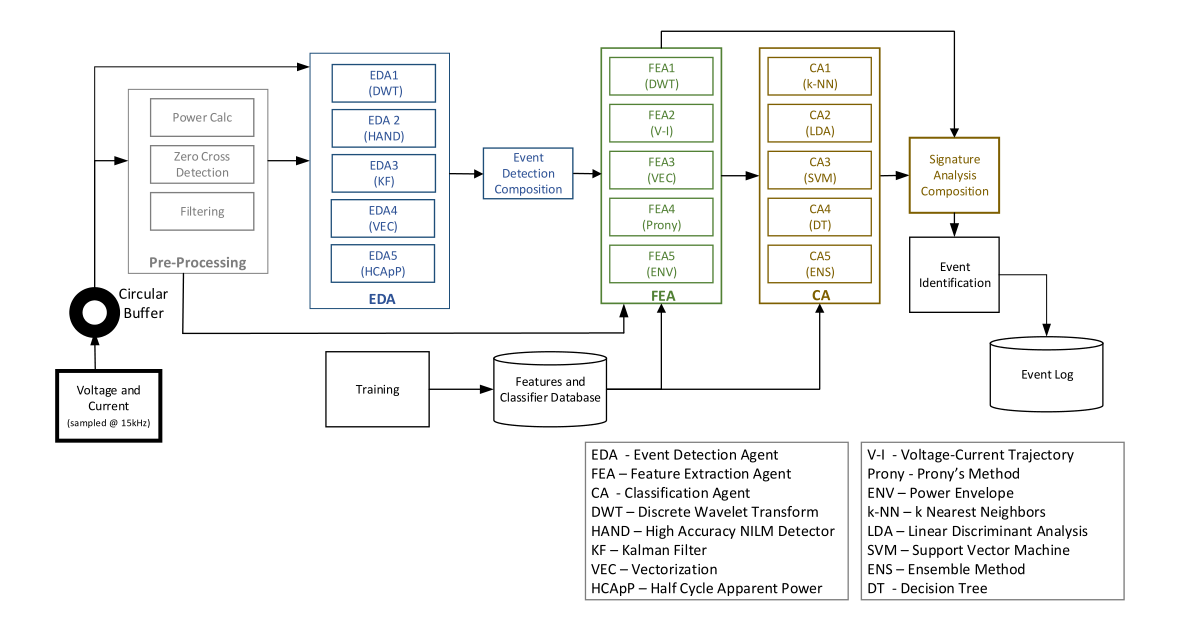 Power Calc
Zero Cross
Detection
Filtering
Pre-Processing
Circular
Buffer
Voltage and
Current
(sampled @ 15kHz)
EDA1
(DWT)
EDA 2
(HAND)
EDA3
(KF)
EDA4
(VEC)
EDA5
(HCApP)
EDA
Event
Detection
Composition
FEA1
(DWT)
FEA2
(V-I)
FEA3
(VEC)
FEA4
(Prony)
FEA5
(ENV)
FEA
CA1
(k-NN)
CA2
(LDA)
CA3
(SVM)
CA4
(DT)
CA5
(ENS)
CA
Signature
Analysis
Composition
Event
Identification
Event Log
Training
Features and
Classifier Database
EDA - Event Detection Agent
FEA – Feature Extraction Agent
CA - Classification Agent
DWT – Discrete Wavelet Transform
HAND – High Accuracy NILM Detector
KF – Kalman Filter
VEC – Vectorization
HCApP – Half Cycle Apparent Power
V-I - Voltage-Current Trajectory
Prony - Prony’s Method
ENV – Power Envelope
k-NN – k Nearest Neighbors
LDA – Linear Discriminant Analysis
SVM – Support Vector Machine
ENS – Ensemble Method
DT - Decision Tree